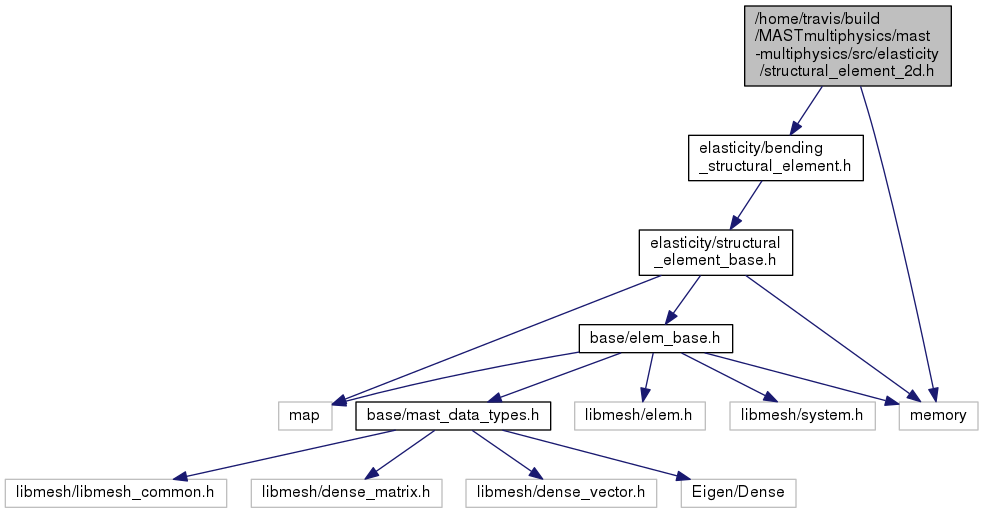 /home/travis/build
/MASTmultiphysics/mast
-multiphysics/src/elasticity
/structural_element_2d.h
elasticity/bending
_structural_element.h
elasticity/structural
_element_base.h
base/elem_base.h
map
base/mast_data_types.h
libmesh/elem.h
libmesh/system.h
memory
libmesh/libmesh_common.h
libmesh/dense_matrix.h
libmesh/dense_vector.h
Eigen/Dense